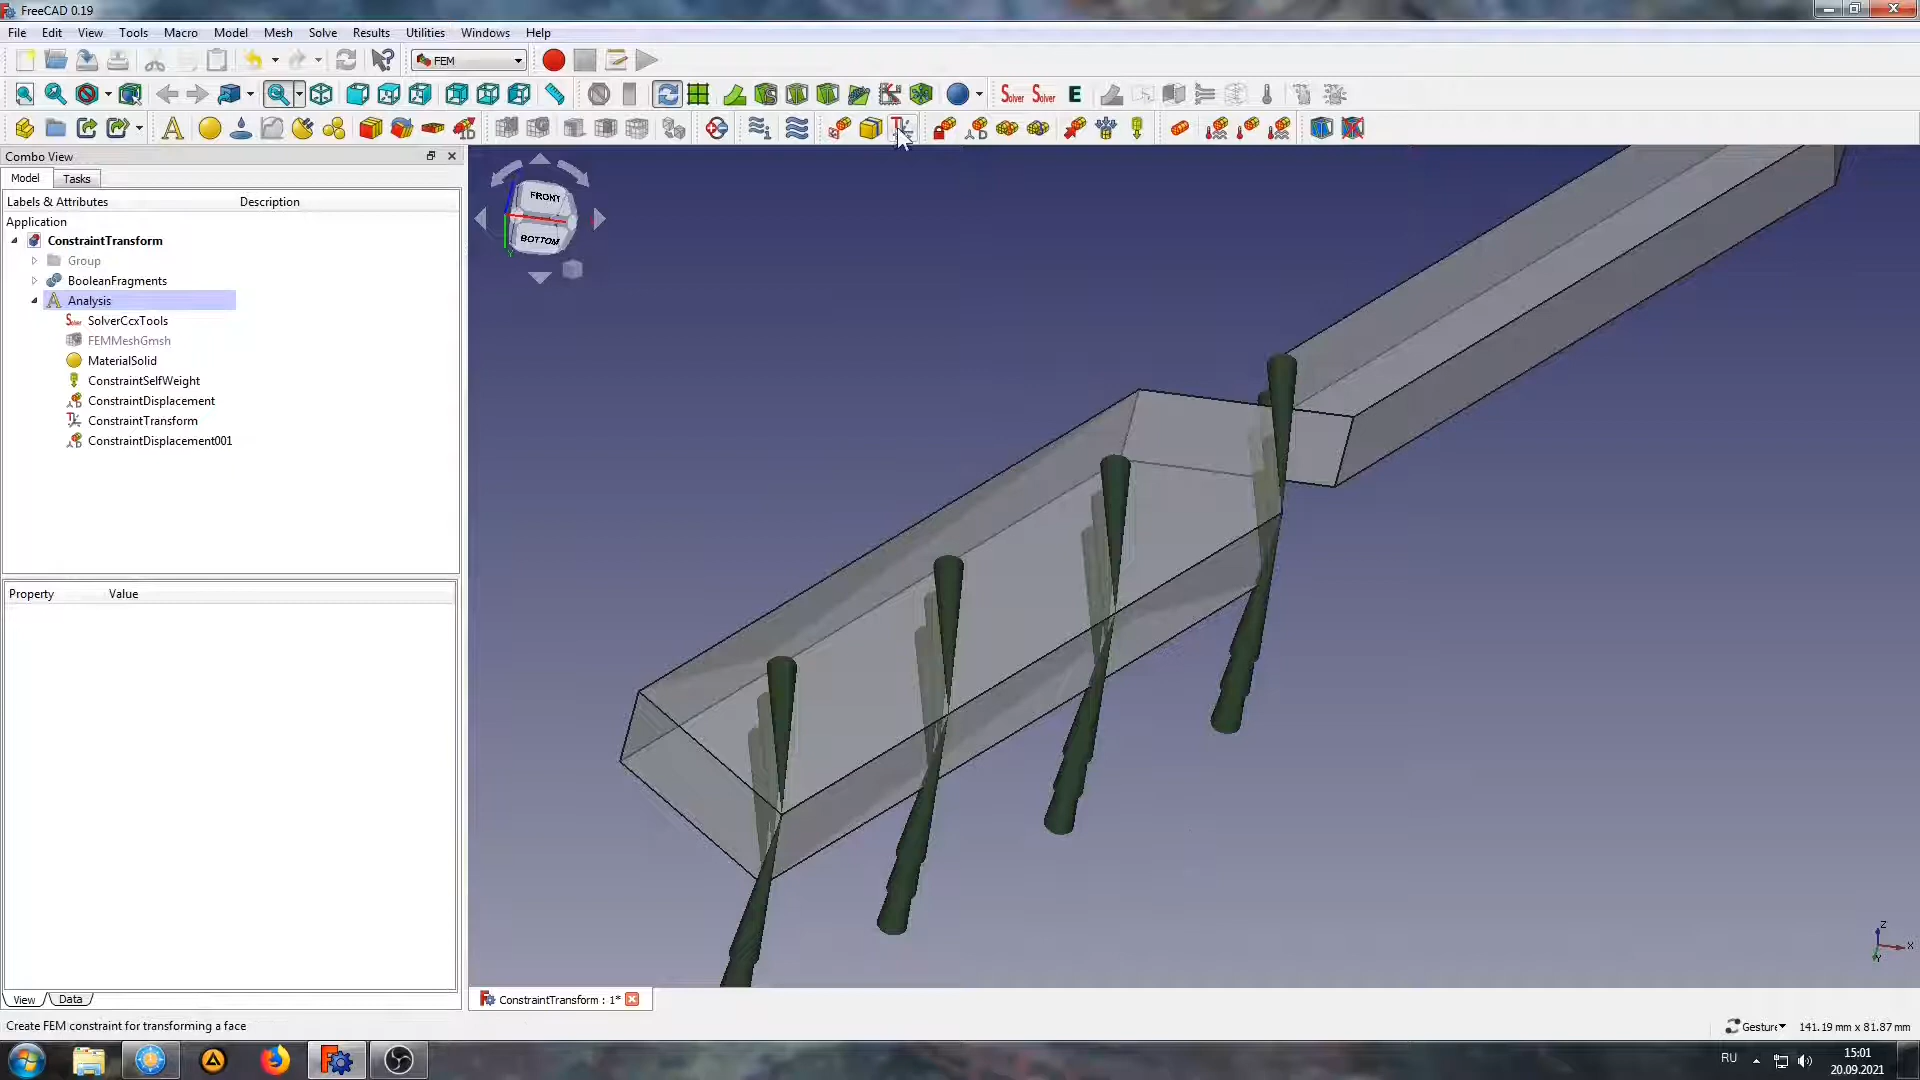 FreeCAD 0.19
File Edit View Tools Macro Model Mesh Solve Results Utilities Windows Help
FEM
Solver Solver E
Combo View
Model Tasks
Labels & Attributes Description
Application
ConstraintTransform
Group
BooleanFragments
Analysis
SolverCcxTools
FEMMeshGmsh
MaterialSolid
ConstraintSelfWeight
ConstraintDisplacement
ConstraintTransform
ConstraintDisplacement001
Property Value
View Data
FRONT
BOTTOM
Y
Z
X
Y
ConstraintTransform : 1*
Create FEM constraint for transforming a face
Gesture 141.19 mm x 81.87 mm
RU
15:01
20.09.2021